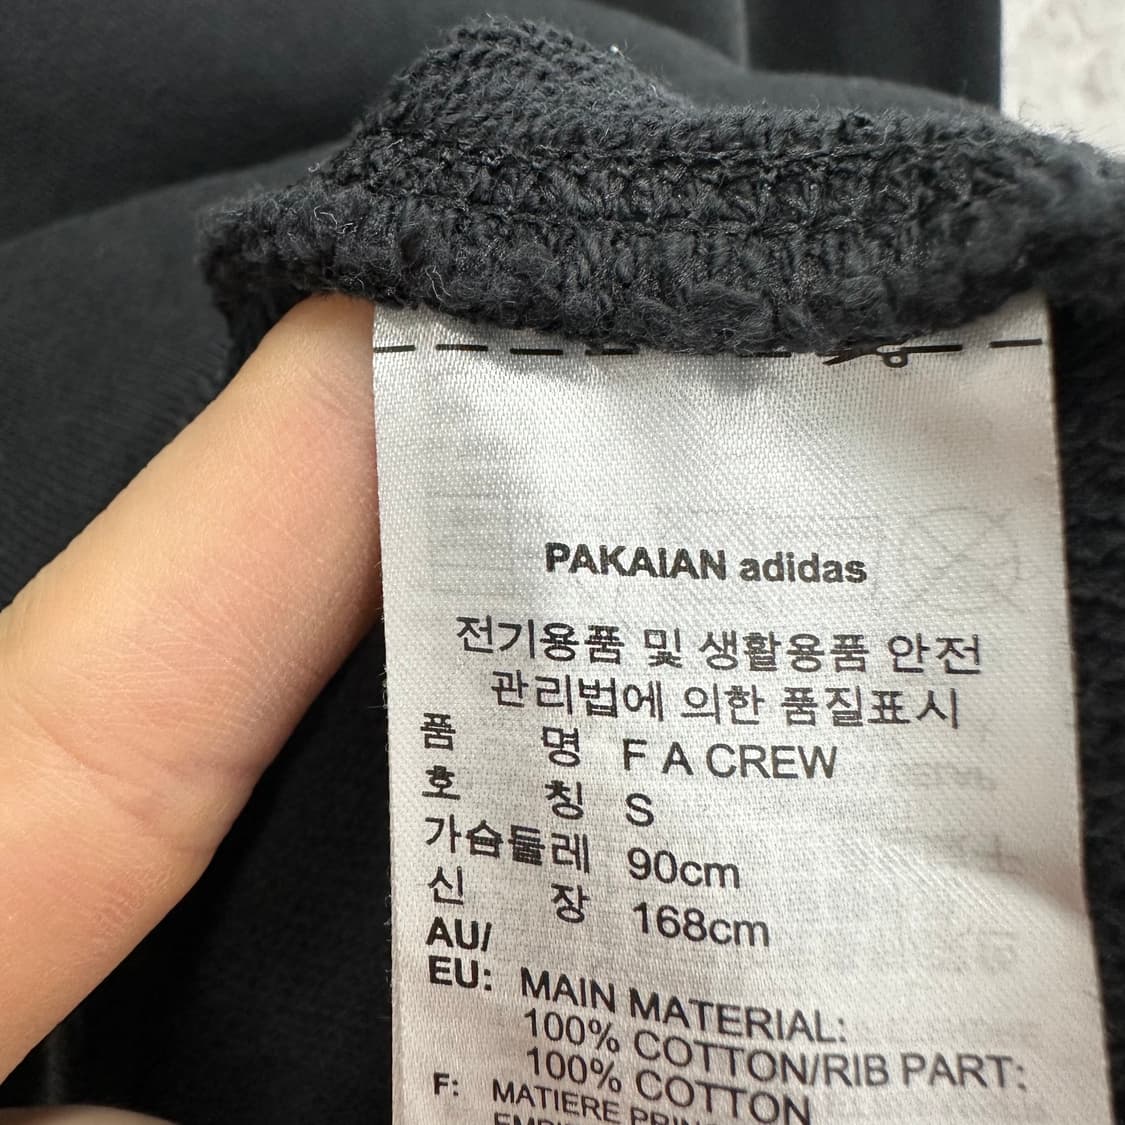 PAKAIAN adidas
전기용품 및 생활용품 안전
관리법에 의한 품질표시
품 명 F A CREW
호 칭 S
가슴둘레 90cm
신 장 168cm
AU/
EU: MAIN MATERIAL:
100% COTTON/RIB PART:
100% COTTON
F: MATIERE